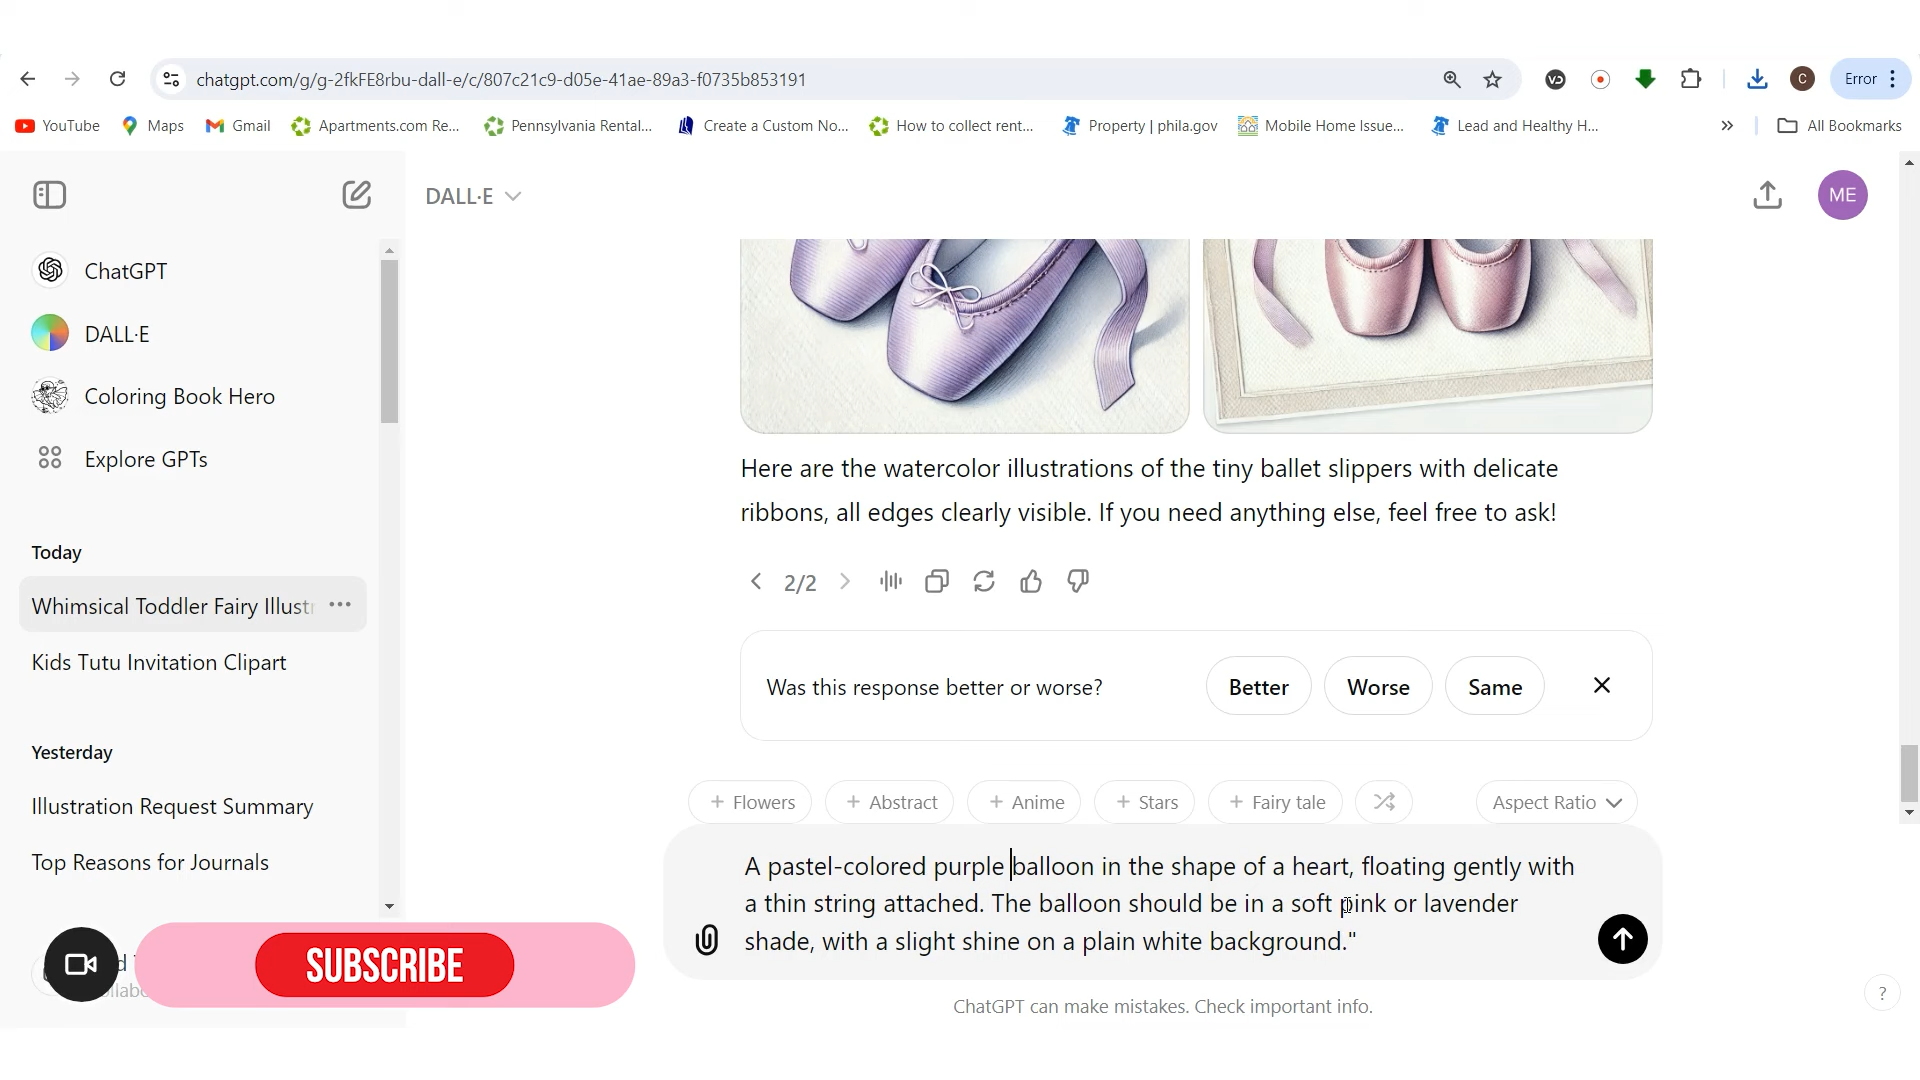 chatgpt.com/g/g-2fkFE8rbu-dall-e/c/807c21c9-d05e-41ae-89a3-f0735b853191
VD
C
Error
YouTube
Maps
Gmail
Apartments.com Re...
Pennsylvania Rental...
Create a Custom No...
How to collect rent...
Property | phila.gov
Mobile Home Issue...
Lead and Healthy H...
All Bookmarks
DALL·E
ME
ChatGPT
DALL·E
Coloring Book Hero
Explore GPTs
Today
Whimsical Toddler Fairy Illustr
Kids Tutu Invitation Clipart
Yesterday
Illustration Request Summary
Top Reasons for Journals
Here are the watercolor illustrations of the tiny ballet slippers with delicate
ribbons, all edges clearly visible. If you need anything else, feel free to ask!
2/2
Was this response better or worse?
Better
Worse
Same
+ Flowers
+ Abstract
+ Anime
+ Stars
+ Fairy tale
Aspect Ratio
A pastel-colored purple balloon in the shape of a heart, floating gently with
a thin string attached. The balloon should be in a soft pink or lavender
shade, with a slight shine on a plain white background."
SUBSCRIBE
ChatGPT can make mistakes. Check important info.
?